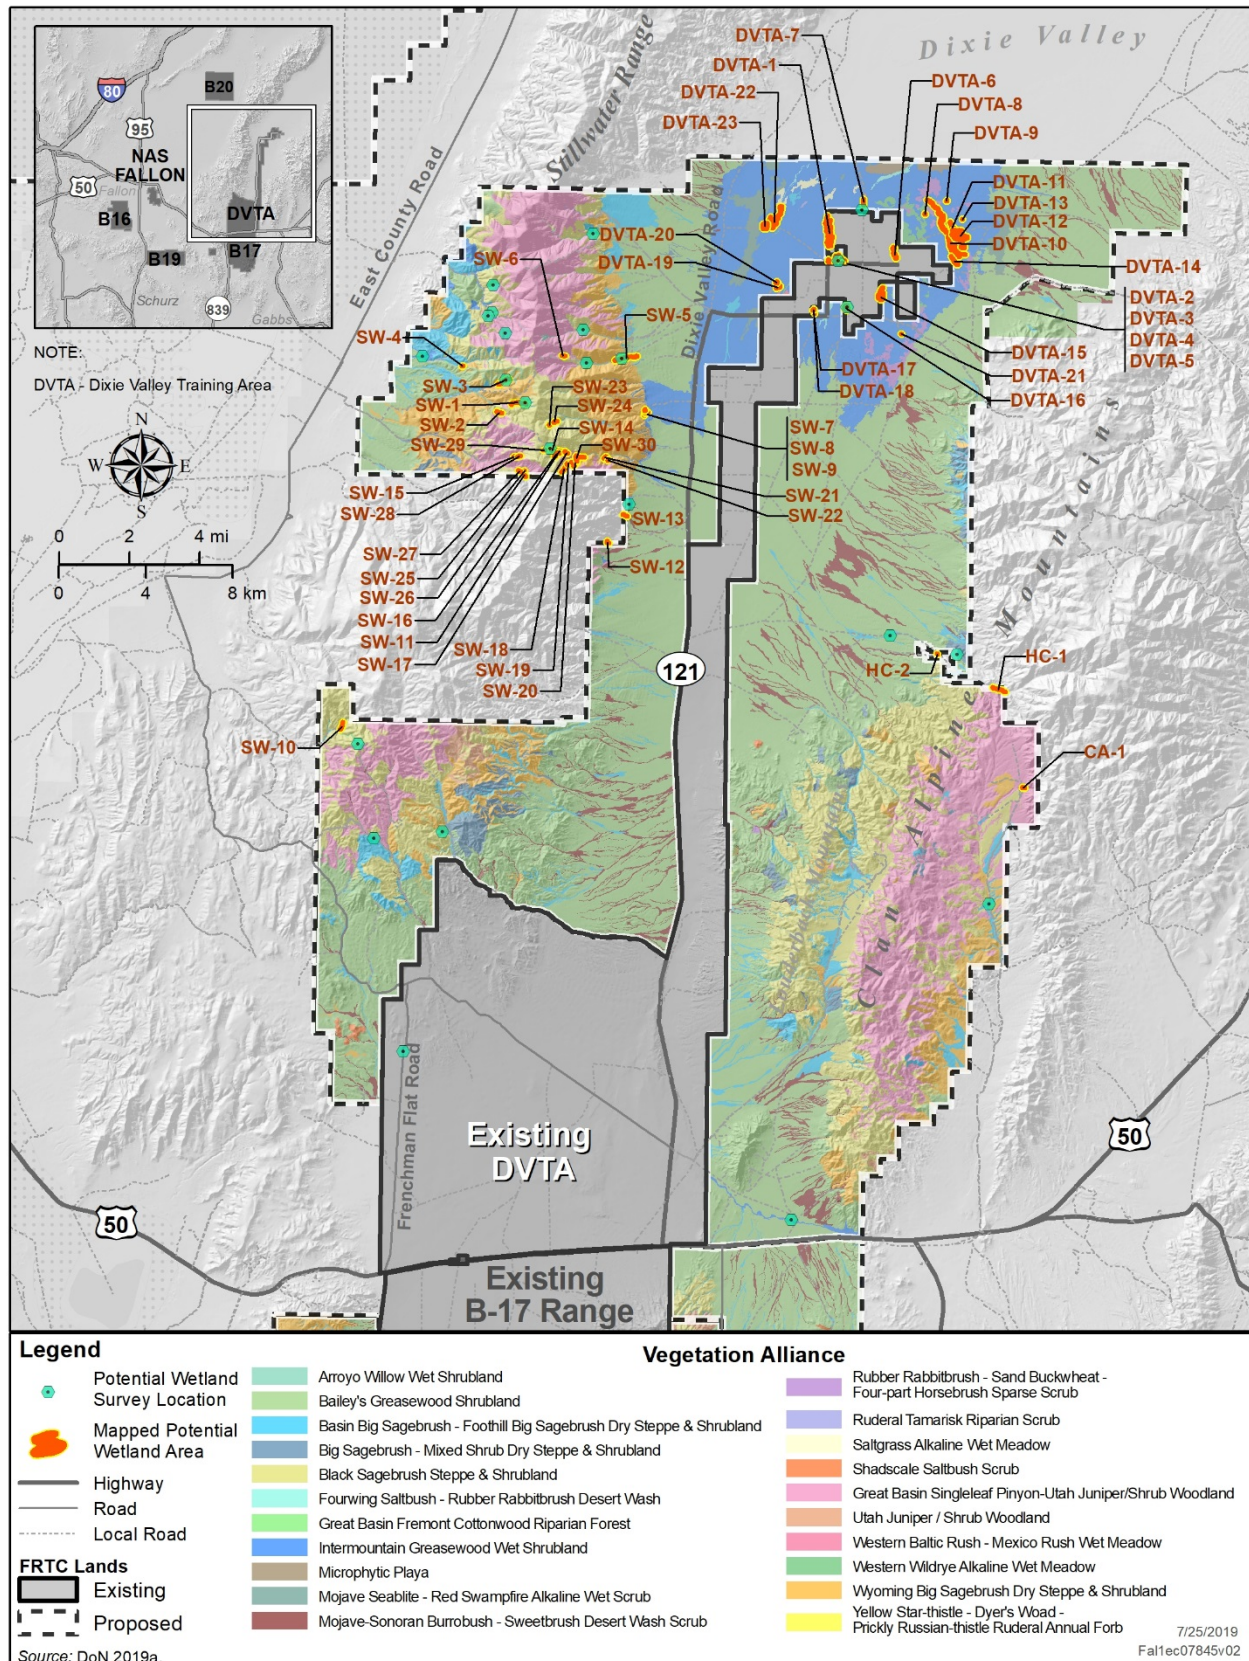 80
B20
95
NAS
FALLON
50
Fallon
B16
DVTA
B17
B19
Schurz
839
Gabbs
NOTE:
DVTA - Dixie Valley Training Area
N
W
E
S
0 2 4 mi
0 4 8 km
Stillwater Range
East County Road
Dixie Valley Road
Dixie Valley
DVTA-7
DVTA-1
DVTA-22
DVTA-23
DVTA-6
DVTA-8
DVTA-9
DVTA-11
DVTA-13
DVTA-12
DVTA-10
DVTA-14
DVTA-20
DVTA-19
DVTA-2
DVTA-3
DVTA-4
DVTA-5
DVTA-15
DVTA-17
DVTA-21
DVTA-18
DVTA-16
SW-6
SW-5
SW-4
SW-3
SW-23
SW-1
SW-24
SW-2
SW-14
SW-29
SW-30
SW-7
SW-8
SW-9
SW-15
SW-21
SW-28
SW-22
SW-13
SW-27
SW-12
SW-25
SW-26
SW-16
SW-11
SW-17
SW-18
SW-19
SW-20
121
HC-2
HC-1
SW-10
CA-1
Clan Alpine Mountains
Frenchman Flat Road
Existing
DVTA
50
50
Existing
B-17 Range
Legend
Potential Wetland
Survey Location
Mapped Potential
Wetland Area
Highway
Road
Local Road
FRTC Lands
Existing
Proposed
Source: DoN 2019a
Vegetation Alliance
Arroyo Willow Wet Shrubland
Bailey's Greasewood Shrubland
Basin Big Sagebrush - Foothill Big Sagebrush Dry Steppe & Shrubland
Big Sagebrush - Mixed Shrub Dry Steppe & Shrubland
Black Sagebrush Steppe & Shrubland
Fourwing Saltbush - Rubber Rabbitbrush Desert Wash
Great Basin Fremont Cottonwood Riparian Forest
Intermountain Greasewood Wet Shrubland
Microphytic Playa
Mojave Seablite - Red Swampfire Alkaline Wet Scrub
Mojave-Sonoran Burrobush - Sweetbrush Desert Wash Scrub
Rubber Rabbitbrush - Sand Buckwheat -
Four-part Horsebrush Sparse Scrub
Ruderal Tamarisk Riparian Scrub
Saltgrass Alkaline Wet Meadow
Shadscale Saltbush Scrub
Great Basin Singleleaf Pinyon-Utah Juniper/Shrub Woodland
Utah Juniper / Shrub Woodland
Western Baltic Rush - Mexico Rush Wet Meadow
Western Wildrye Alkaline Wet Meadow
Wyoming Big Sagebrush Dry Steppe & Shrubland
Yellow Star-thistle - Dyer's Woad -
Prickly Russian-thistle Ruderal Annual Forb
7/25/2019
Fal1ec07845v02